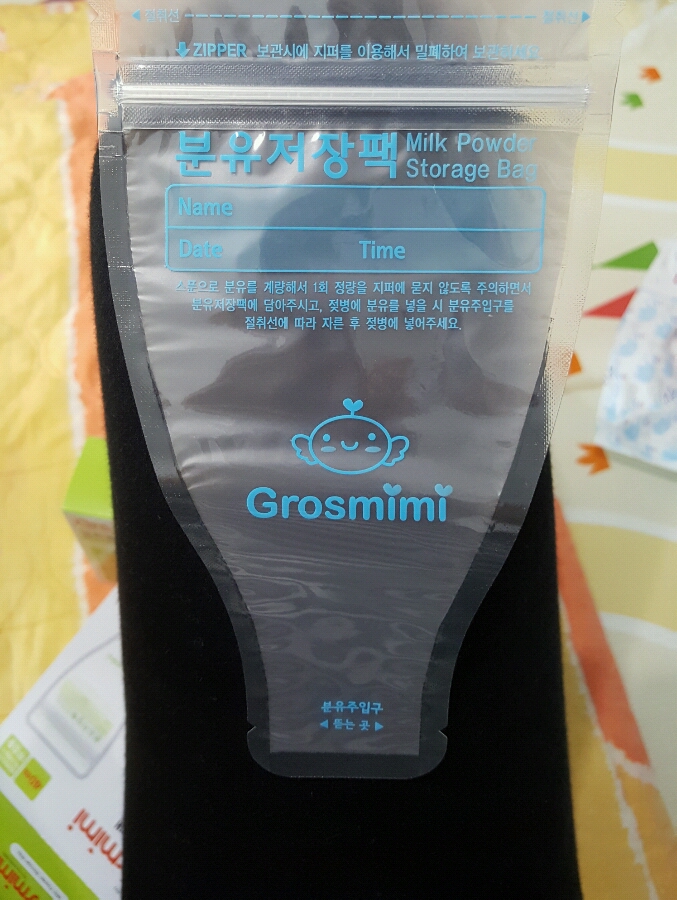 ◀ 절취선 절취선 ▶
ZIPPER 보관시에 지퍼를 이용해서 밀폐하여
분유저장팩 Milk Powder
Storage Bag
Name
Date Time
스푼으로 분유를 계량해서 1회 정량을 지퍼에 묻지 않도록 주의하면서
분유저장팩에 담아주시고, 젖병에 분유를 넣을 시 분유주입구를
절취선에 따라 자른 후 젖병에 넣어주세요.
Grosmimi
분유주입구
◀ 뜯는 곳 ▶